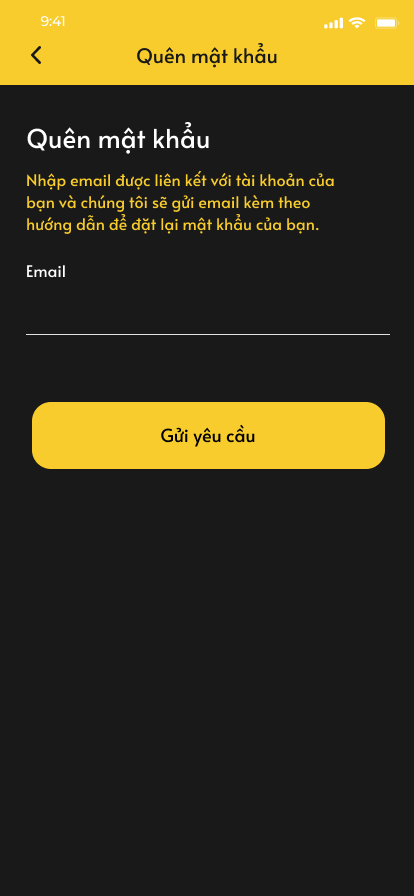 9:41
Quên mật khẩu
Quên mật khẩu
Nhập email được liên kết với tài khoản của
bạn và chúng tôi sẽ gửi email kèm theo
hướng dẫn để đặt lại mật khẩu của bạn.
Email
Gửi yêu cầu